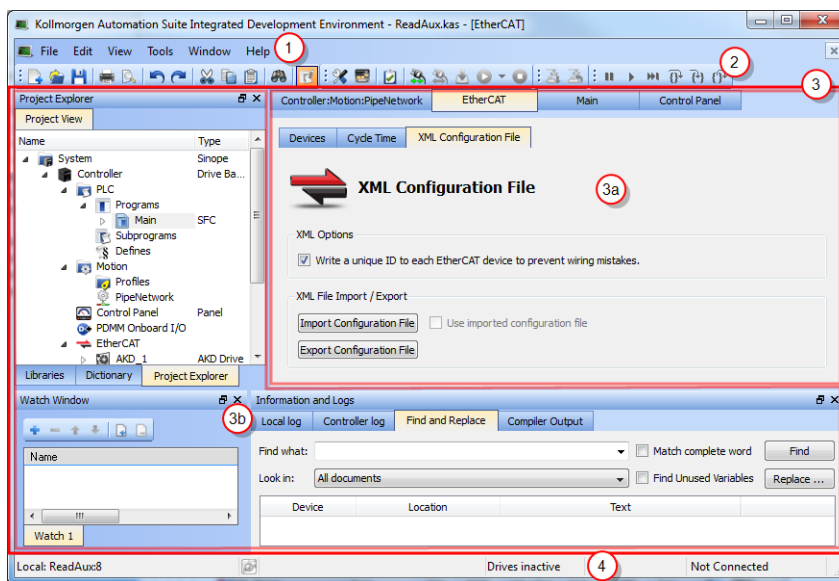 Kollmorgen Automation Suite Integrated Development Environment - ReadAux.kas - [EtherCAT]
File Edit View Tools Window Help
1
2
3
Project Explorer
Project View
Name Type
System Sinope
Controller Drive Ba...
PLC
Programs
Main SFC
Subprograms
Defines
Motion
Profiles
PipeNetwork
Control Panel Panel
PDMM Onboard I/O
EtherCAT
AKD_1 AKD Drive
Libraries Dictionary Project Explorer
Controller:Motion:PipeNetwork EtherCAT Main Control Panel
Devices Cycle Time XML Configuration File
XML Configuration File
3a
XML Options
Write a unique ID to each EtherCAT device to prevent wiring mistakes.
XML File Import / Export
Import Configuration File Use imported configuration file
Export Configuration File
Watch Window
3b
Name
Watch 1
Information and Logs
Local log Controller log Find and Replace Compiler Output
Find what: Match complete word Find
Look in: All documents Find Unused Variables Replace ...
Device Location Text
Local: ReadAux:8 Drives inactive 4 Not Connected